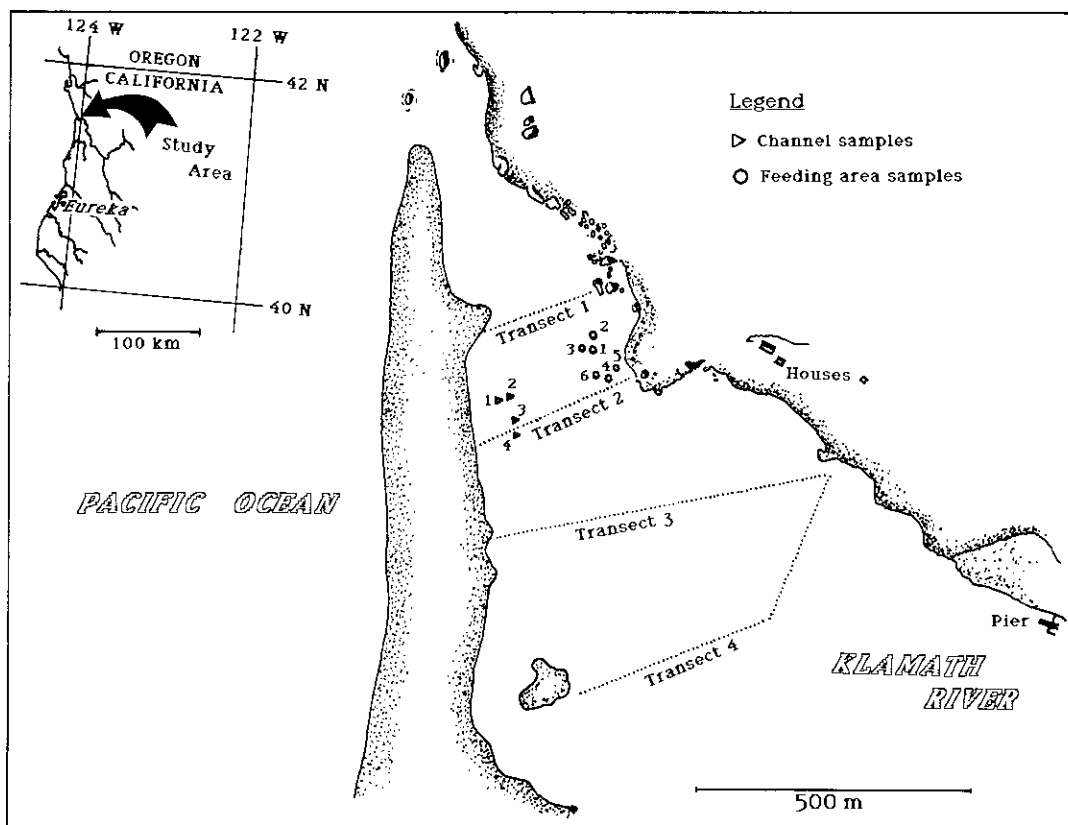 124 W
122 W
OREGON
CALIFORNIA
42 N
Study
Area
Eureka
40 N
100 km
Legend
Channel samples
Feeding area samples
Transect 1
2
3
1
5
4
6
2
1
3
4
Transect 2
Houses
PACIFIC OCEAN
Transect 3
Pier
Transect 4
KLAMATH
RIVER
500 m